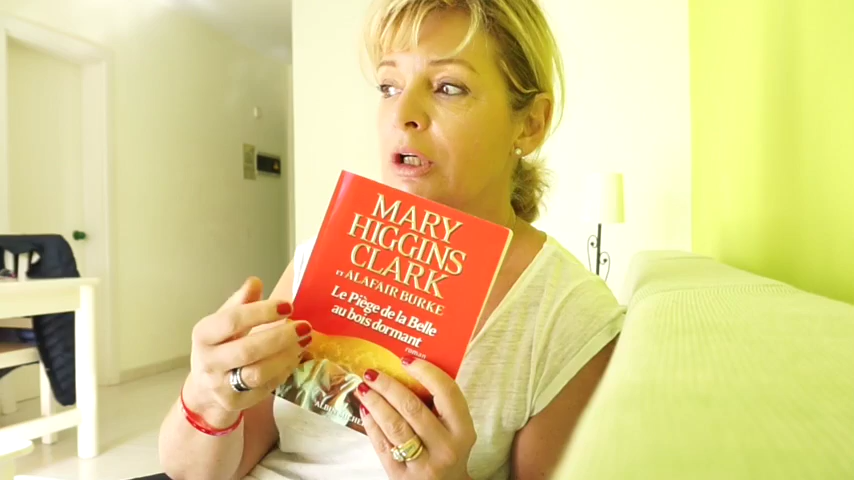 MARY
HIGGINS
CLARK
ET ALAFAIR BURKE
Le Piège de la Belle
au bois dormant
roman